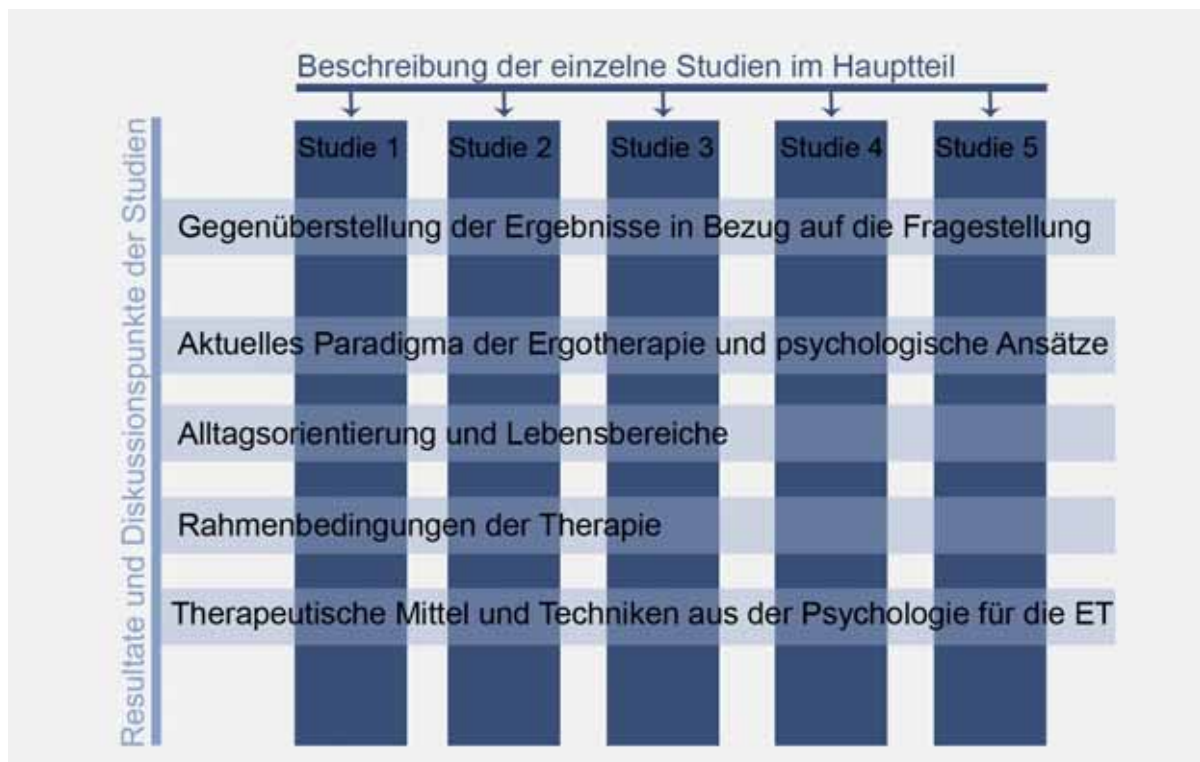 Beschreibung der einzelne Studien im Hauptteil
Studie 1 Studie 2 Studie 3 Studie 4 Studie 5
Resultate und Diskussionspunkte der Studien
Gegenüberstellung der Ergebnisse in Bezug auf die Fragestellung
Aktuelles Paradigma der Ergotherapie und psychologische Ansätze
Alltagsorientierung und Lebensbereiche
Rahmenbedingungen der Therapie
Therapeutische Mittel und Techniken aus der Psychologie für die ET